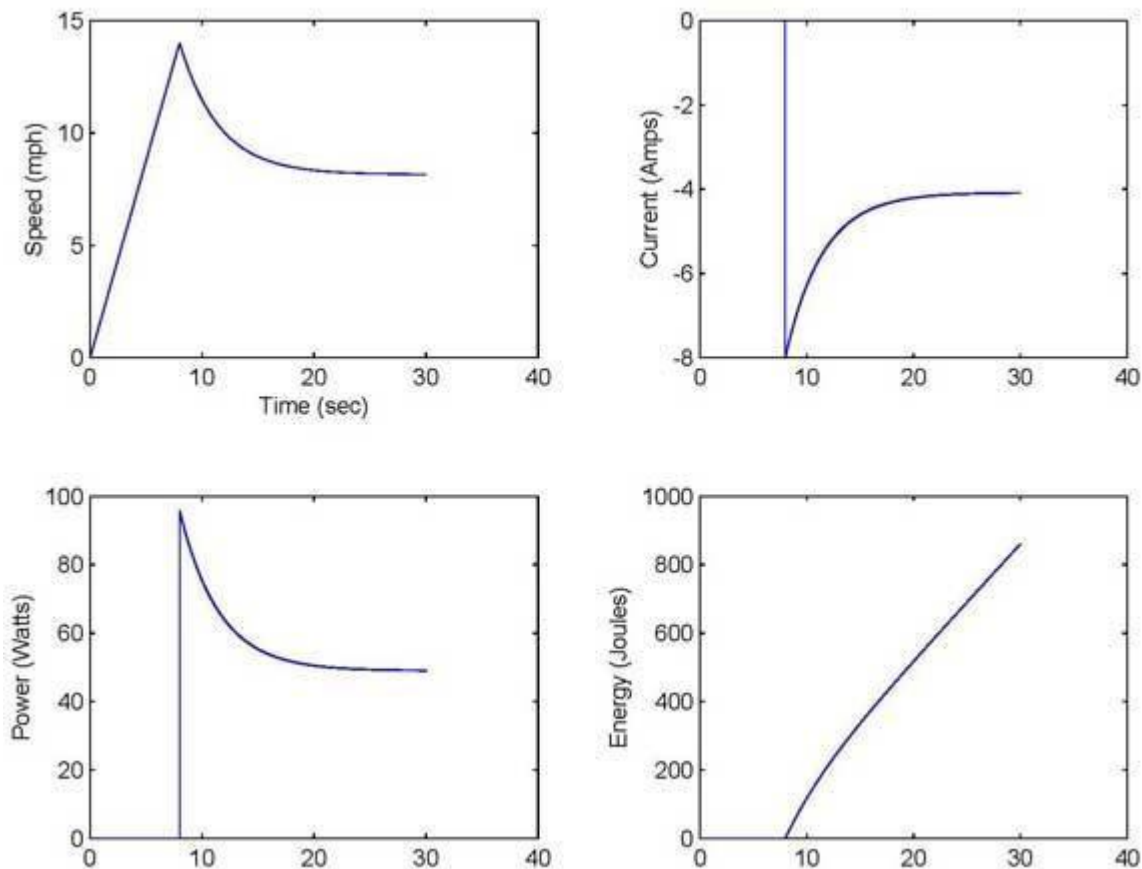 15
10
5
0
Speed (mph)
0 10 20 30 40
Time (sec)
0
-2
-4
-6
-8
Current (Amps)
0 10 20 30 40
100
80
60
40
20
0
Power (Watts)
0 10 20 30 40
1000
800
600
400
200
0
Energy (Joules)
0 10 20 30 40